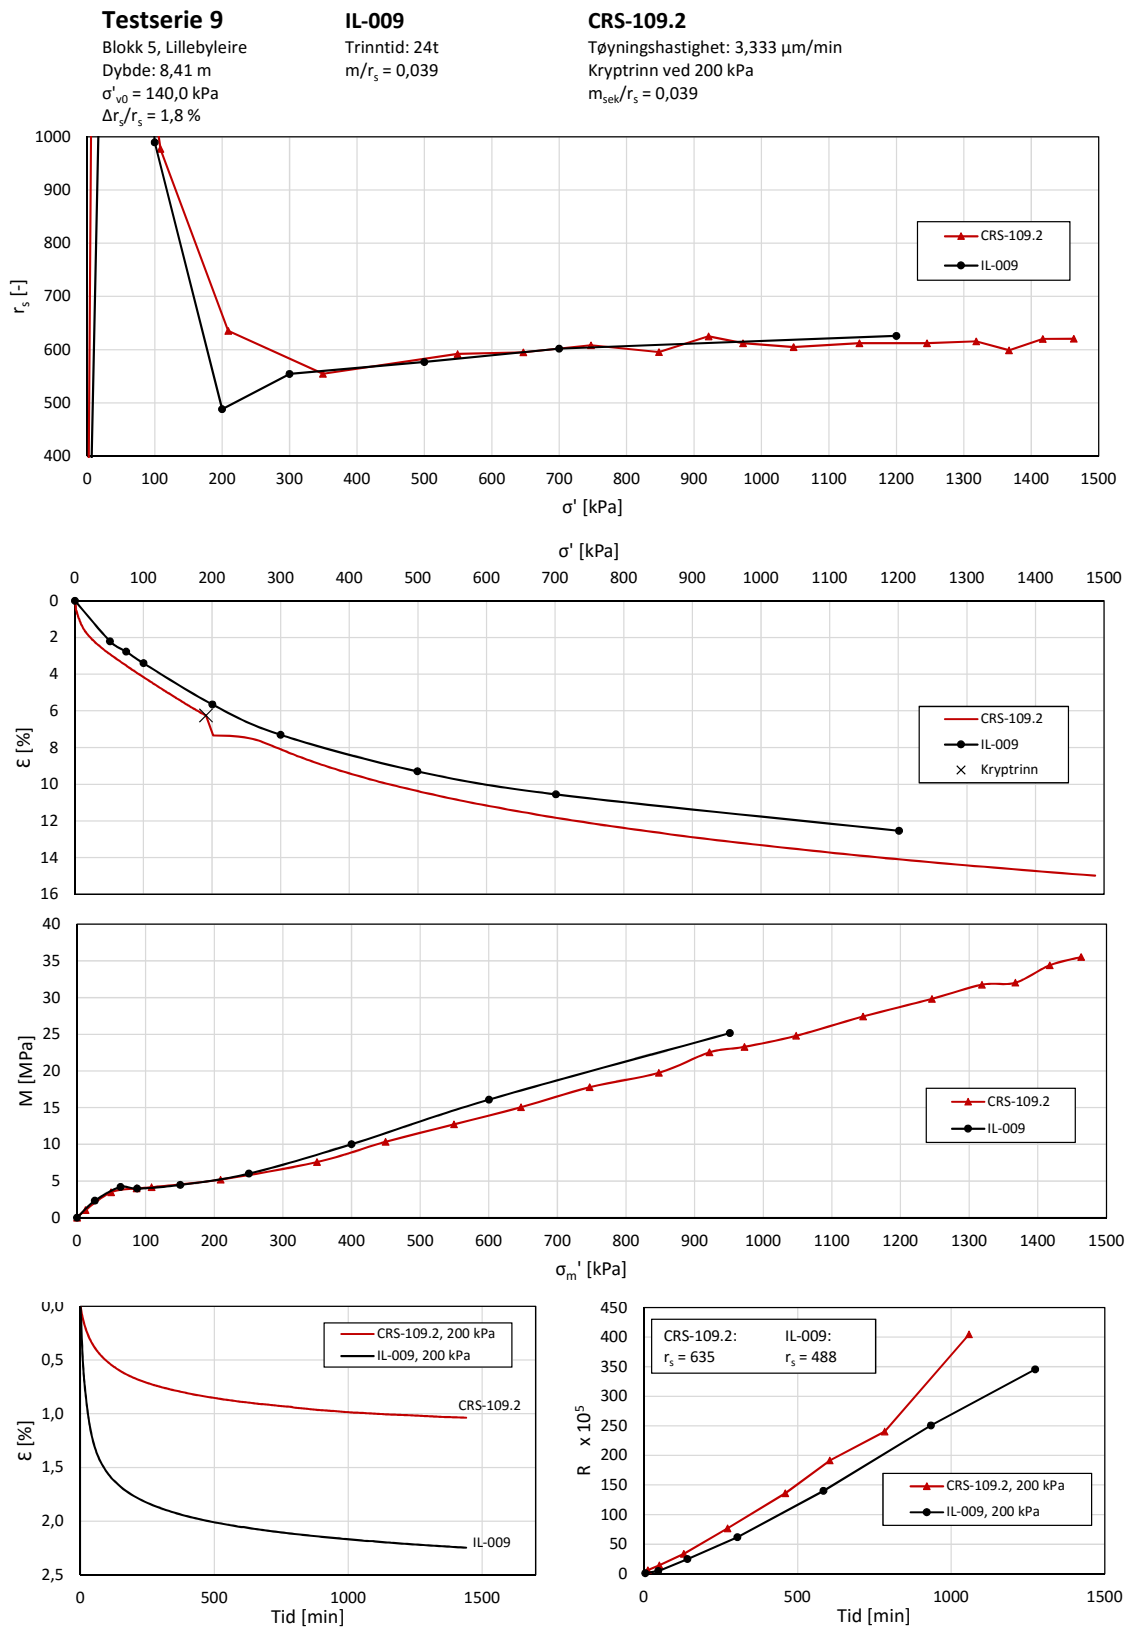 Testserie 9
Blokk 5, Lillebyleire
Dybde: 8,41 m
σ'v0 = 140,0 kPa
Δrs/rs = 1,8 %
IL-009
Trinntid: 24t
m/rs = 0,039
CRS-109.2
Tøyningshastighet: 3,333 µm/min
Kryptrinn ved 200 kPa
msek/rs = 0,039
1000
900
800
700
600
500
400
rs [-]
CRS-109.2
IL-009
0 100 200 300 400 500 600 700 800 900 1000 1100 1200 1300 1400 1500
σ' [kPa]
σ' [kPa]
0 100 200 300 400 500 600 700 800 900 1000 1100 1200 1300 1400 1500
0
2
4
6
8
10
12
14
16
Ɛ [%]
CRS-109.2
IL-009
Kryptrinn
40
35
30
25
20
15
10
5
0
M [MPa]
CRS-109.2
IL-009
0 100 200 300 400 500 600 700 800 900 1000 1100 1200 1300 1400 1500
σm' [kPa]
0,0
0,5
1,0
1,5
2,0
2,5
Ɛ [%]
CRS-109.2, 200 kPa
IL-009, 200 kPa
CRS-109.2
IL-009
0 500 1000 1500
Tid [min]
450
400
350
300
250
200
150
100
50
0
R x 10⁵
CRS-109.2: IL-009:
rs = 635 rs = 488
CRS-109.2, 200 kPa
IL-009, 200 kPa
0 500 1000 1500
Tid [min]